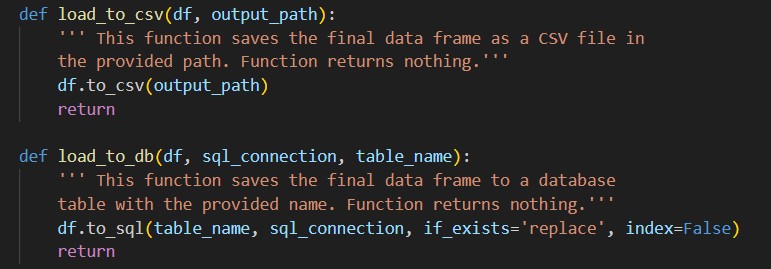 def load_to_csv(df, output_path):
    ''' This function saves the final data frame as a CSV file in
    the provided path. Function returns nothing.'''
    df.to_csv(output_path)
    return
def load_to_db(df, sql_connection, table_name):
    ''' This function saves the final data frame to a database
    table with the provided name. Function returns nothing.'''
    df.to_sql(table_name, sql_connection, if_exists='replace', index=False)
    return